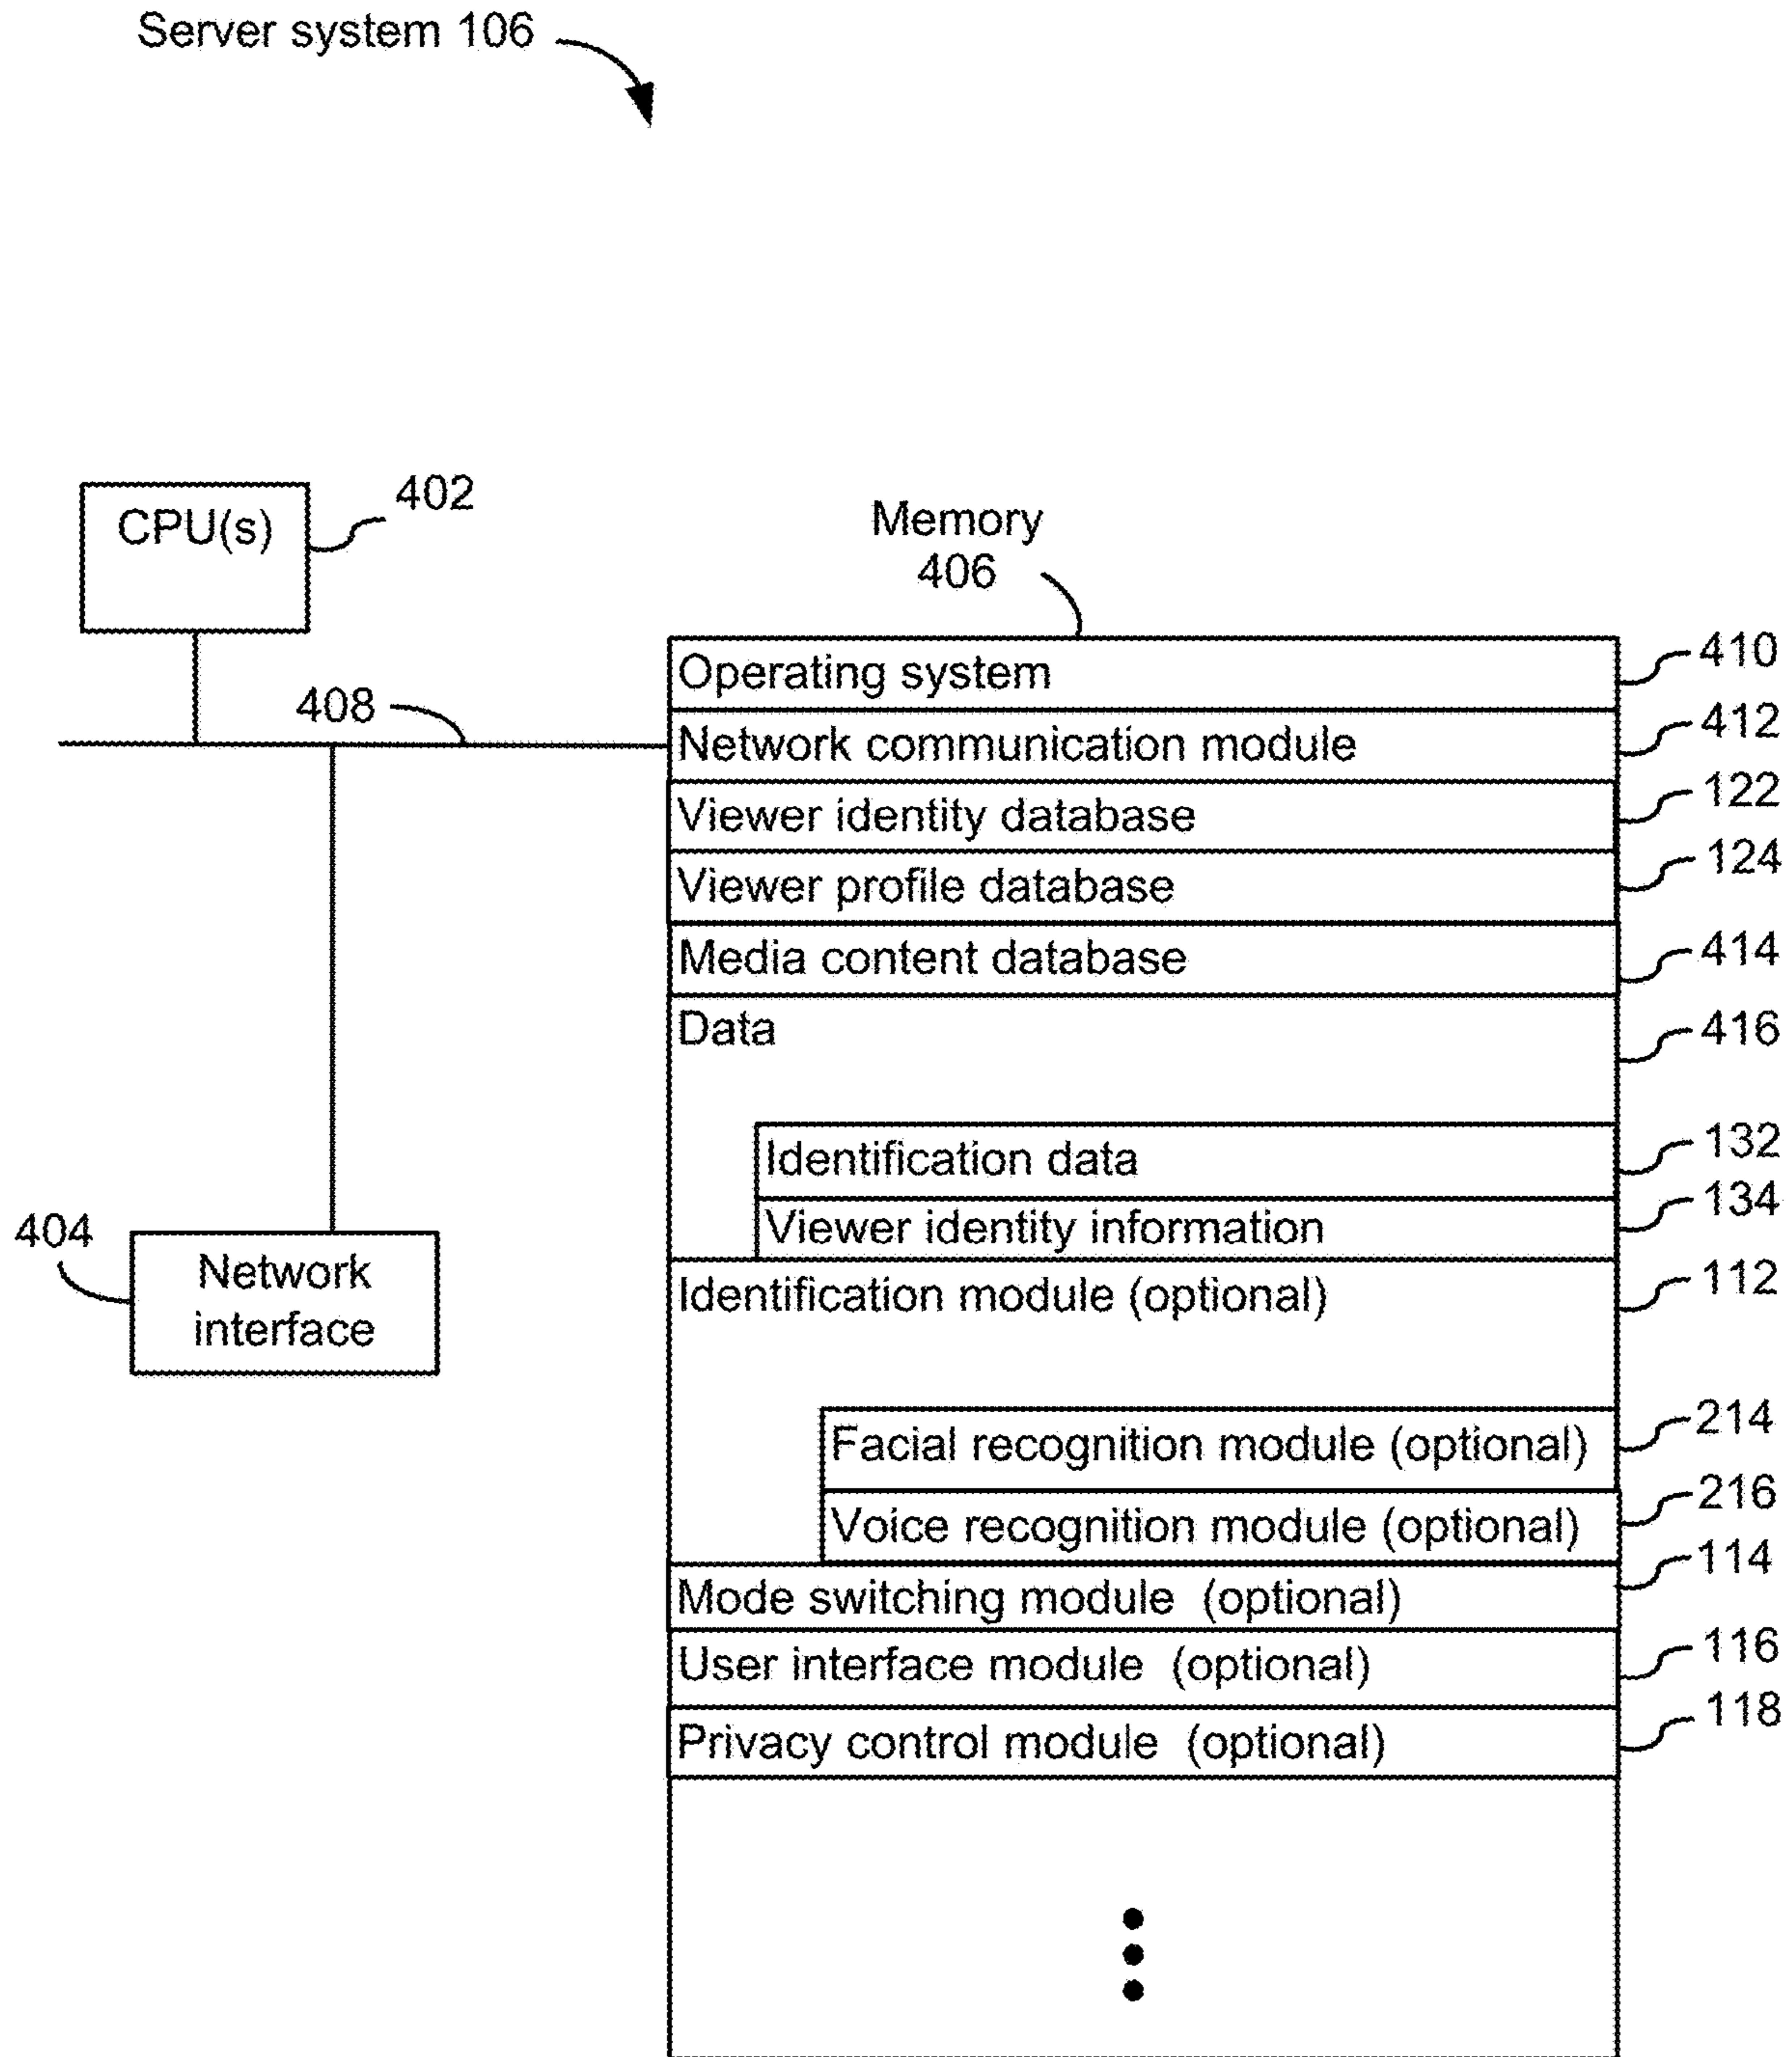 Server system 106
CPU(s)
402
Memory
406
408
Operating system
410
Network communication module
412
Viewer identity database
122
Viewer profile database
124
Media content database
414
Data
416
Identification data
132
Viewer identity information
134
404
Network
interface
Identification module (optional)
112
Facial recognition module (optional)
214
Voice recognition module (optional)
216
Mode switching module (optional)
114
User interface module (optional)
116
Privacy control module (optional)
118